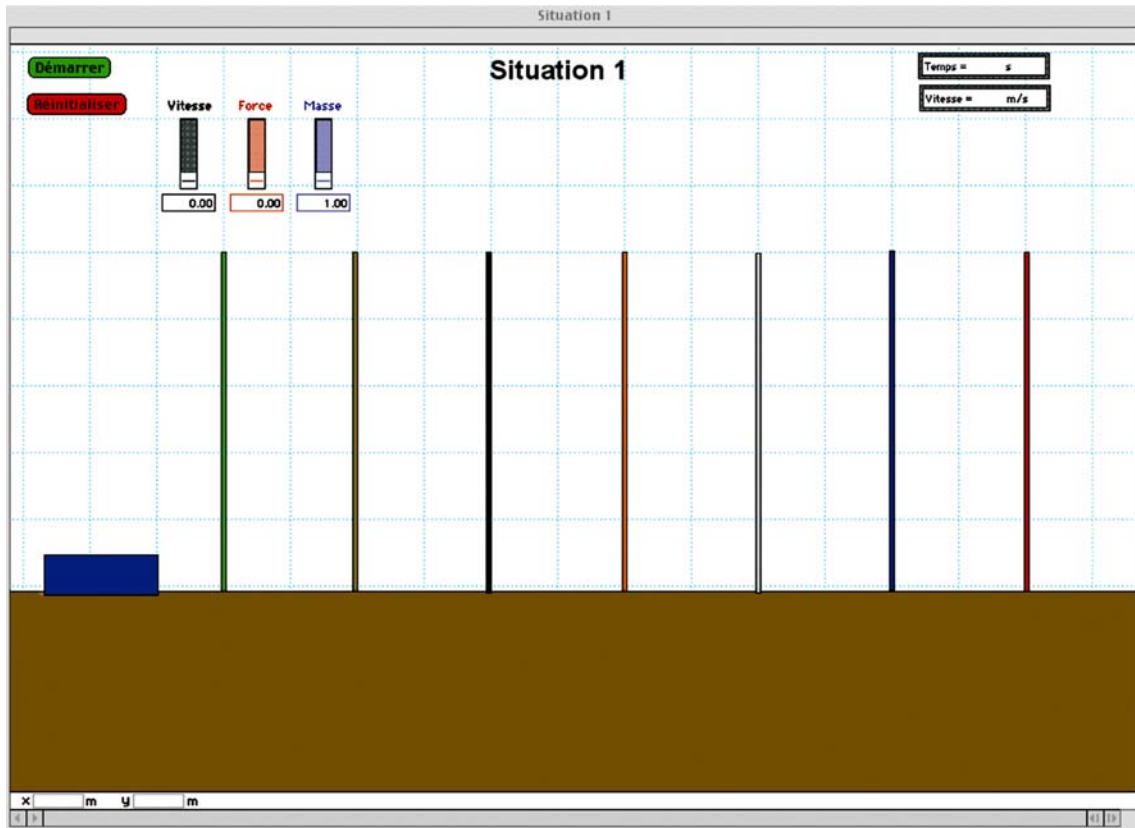 Situation 1
Démarrer
Situation 1
Temps = s
Réinitialiser
Vitesse Force Masse
Vitesse = m/s
0.00 0.00 1.00
x m y m